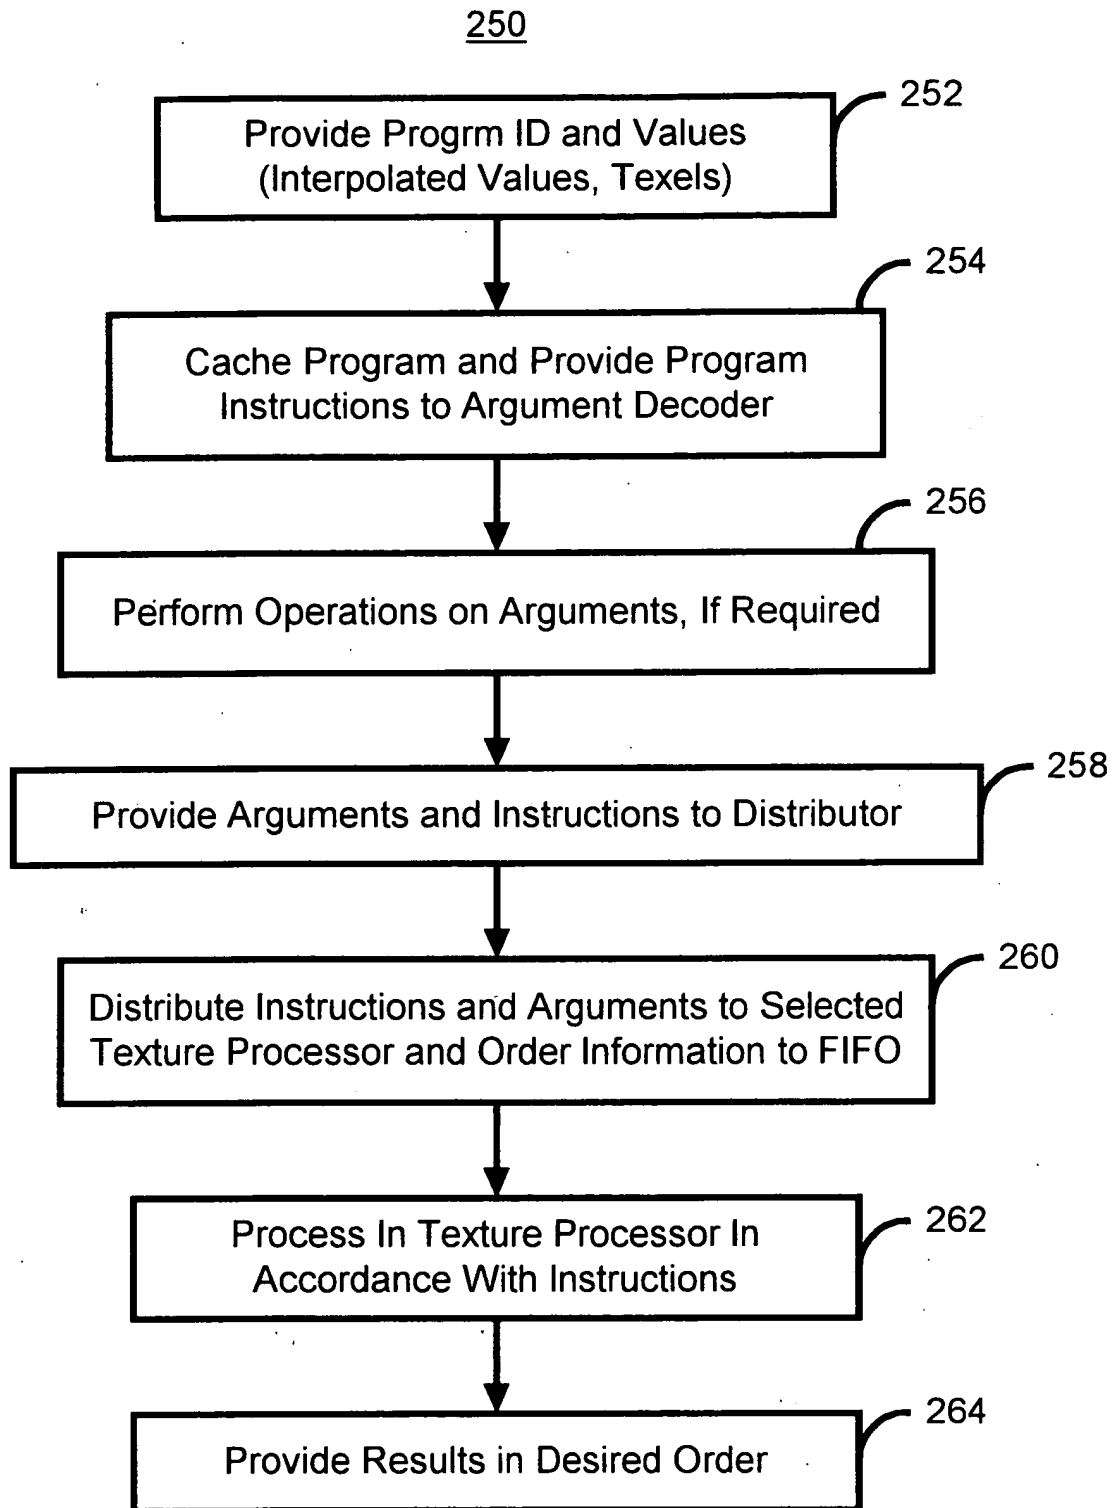 250
252
Provide Progrm ID and Values
(Interpolated Values, Texels)
254
Cache Program and Provide Program
Instructions to Argument Decoder
256
Perform Operations on Arguments, If Required
258
Provide Arguments and Instructions to Distributor
260
Distribute Instructions and Arguments to Selected
Texture Processor and Order Information to FIFO
262
Process In Texture Processor In
Accordance With Instructions
264
Provide Results in Desired Order